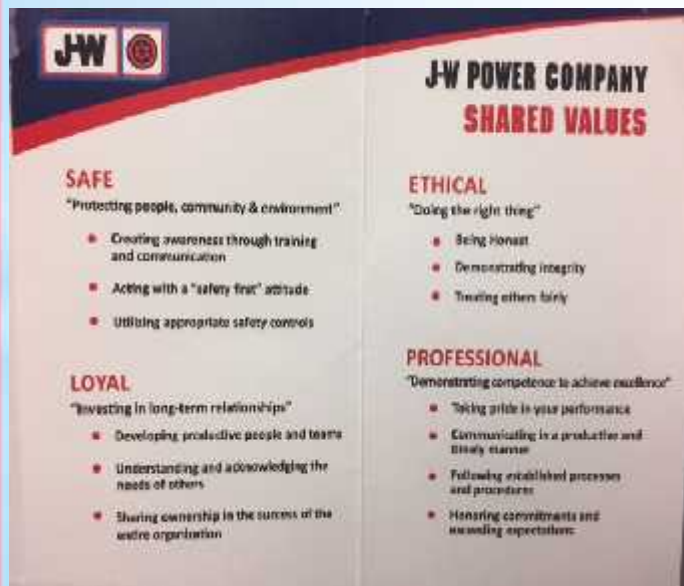 J-W
J-W POWER COMPANY
SHARED VALUES
SAFE
"Protecting people, community & environment"
Creating awareness through training
and communication
Acting with a "safety first" attitude
Utilizing appropriate safety controls
LOYAL
"Investing in long-term relationships"
Developing productive people and teams
Understanding and acknowledging the
needs of others
Sharing ownership in the success of the
entire organization
ETHICAL
"Doing the right thing"
Being Honest
Demonstrating integrity
Treating others fairly
PROFESSIONAL
"Demonstrating competence to achieve excellence"
Taking pride in your performance
Communicating in a productive and
timely manner
Following established processes
and procedures
Honoring commitments and
exceeding expectations